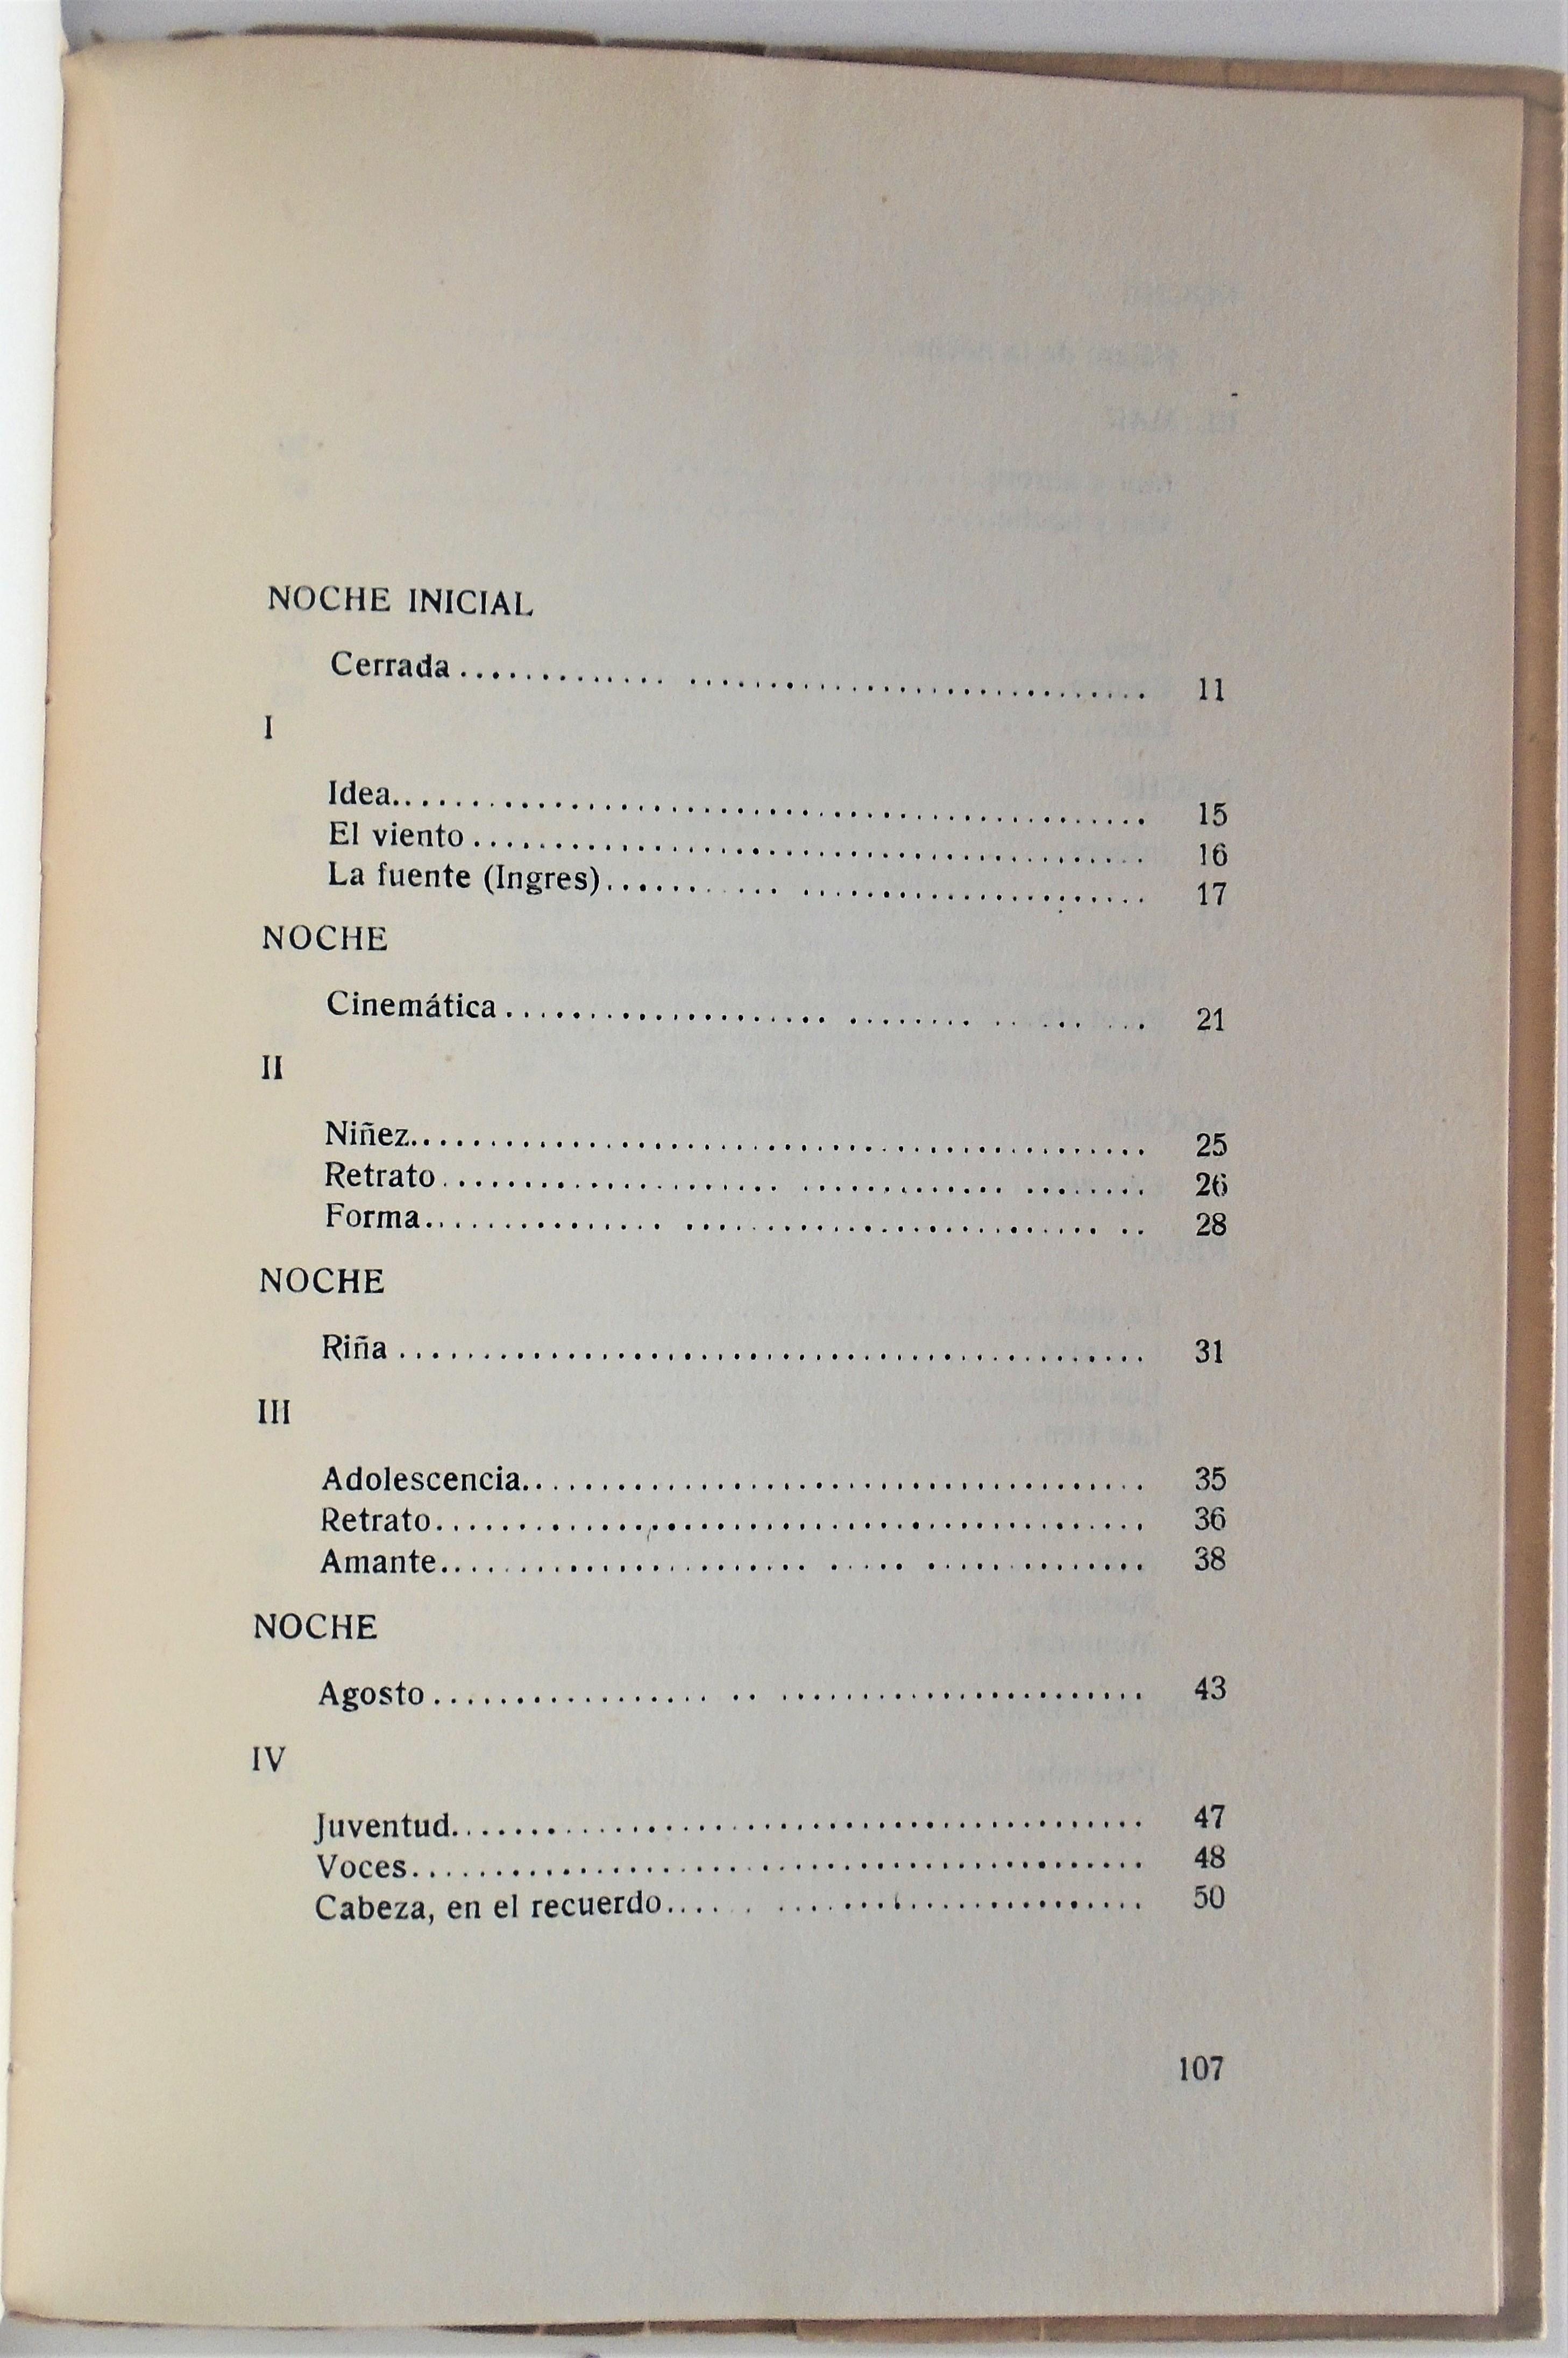 NOCHE INICIAL
Cerrada ........................................ 11
I
Idea............................................. 15
El viento ........................................ 16
La fuente (Ingres)............................... 17
NOCHE
Cinemática ....................................... 21
II
Niñez............................................ 25
Retrato.......................................... 26
Forma............................................ 28
NOCHE
Riña ............................................. 31
III
Adolescencia..................................... 35
Retrato.......................................... 36
Amante........................................... 38
NOCHE
Agosto........................................... 43
IV
Juventud......................................... 47
Voces............................................ 48
Cabeza, en el recuerdo........................... 50
107